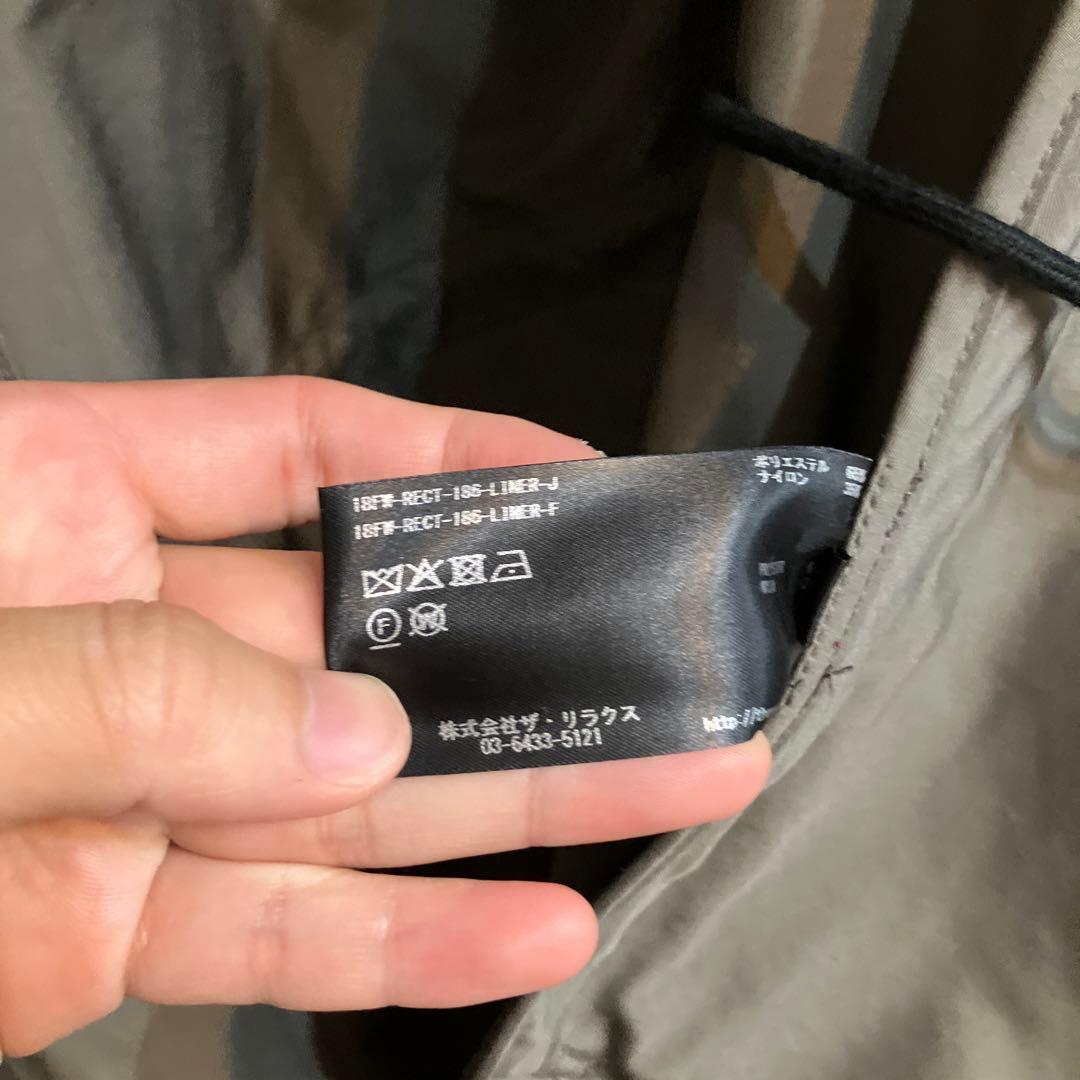 18FW-RECT-186-LINER-J
18FW-RECT-186-LINER-F
F
W
株式会社ザ・リラクス
03-6433-5121
ポリエステル
ナイロン
http://